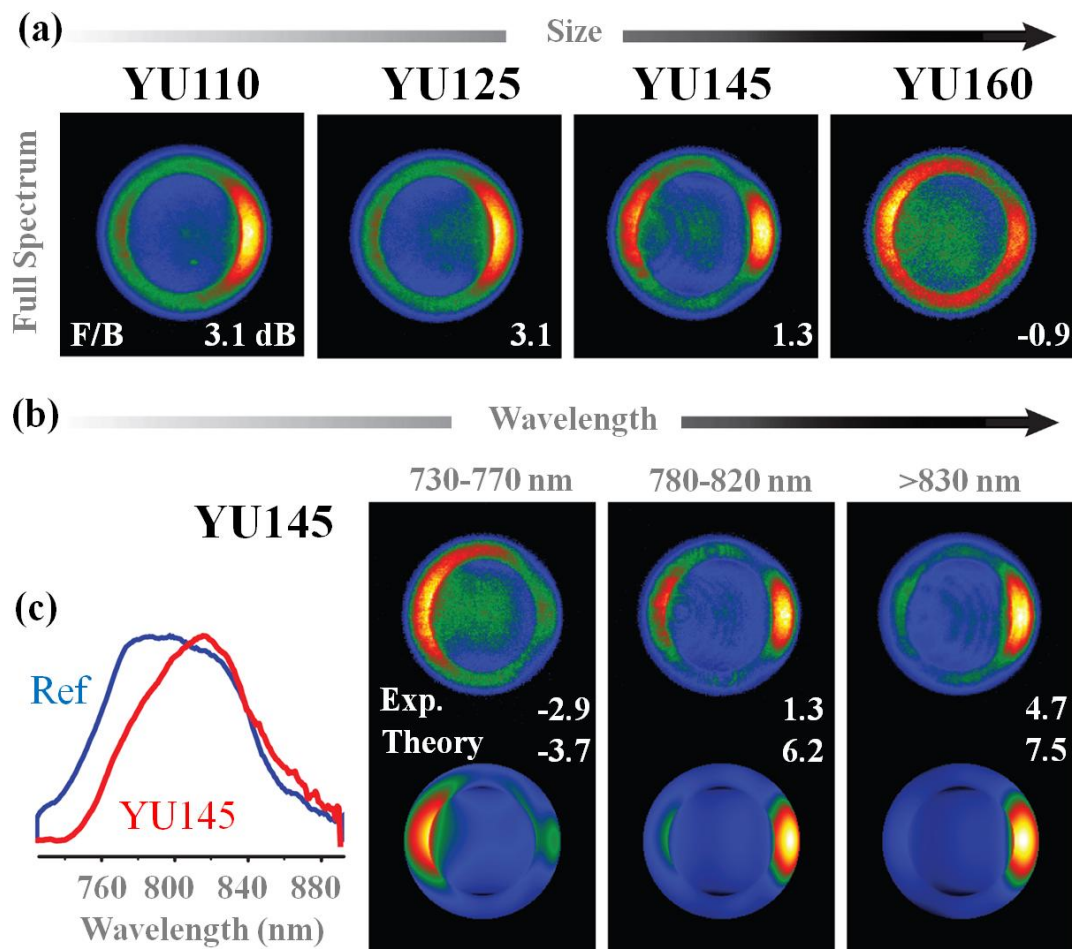 (a)
Size
YU110 YU125 YU145 YU160
Full Spectrum
F/B 3.1 dB 3.1 1.3 -0.9
(b)
Wavelength
730-770 nm 780-820 nm >830 nm
YU145
(c)
Ref
YU145
Exp. -2.9 1.3 4.7
Theory -3.7 6.2 7.5
760 800 840 880
Wavelength (nm)